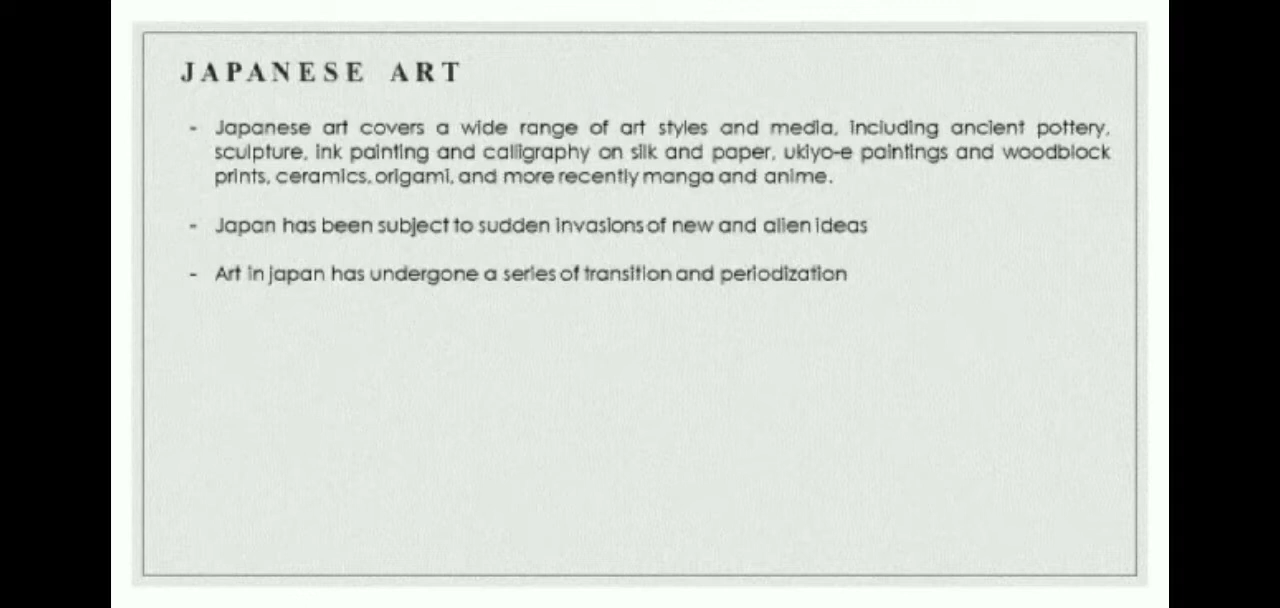 JAPANESE ART
- Japanese art covers a wide range of art styles and media, including ancient pottery,
sculpture, ink painting and calligraphy on silk and paper, ukiyo-e paintings and woodblock
prints, ceramics, origami, and more recently manga and anime.
- Japan has been subject to sudden invasions of new and alien ideas
- Art in japan has undergone a series of transition and periodization